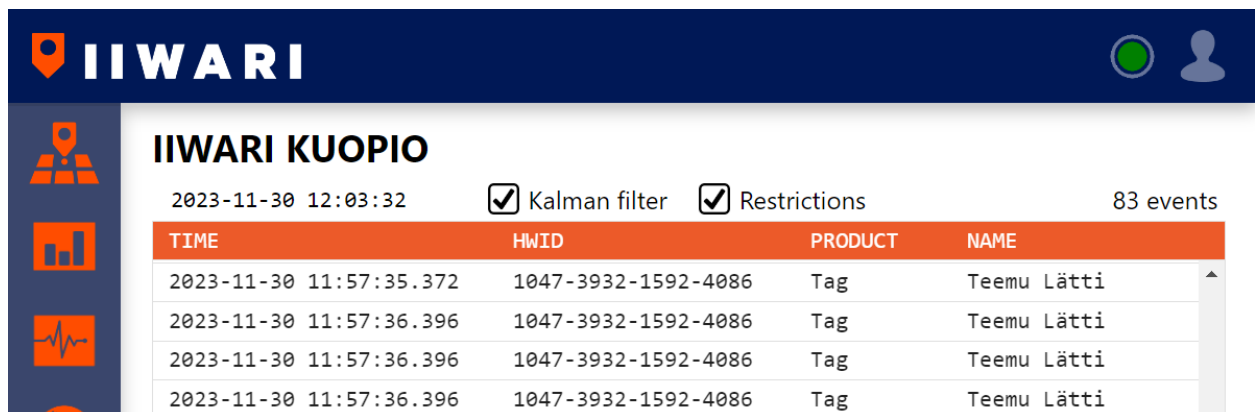 IIWARI
IIWARI KUOPIO
2023-11-30 12:03:32 Kalman filter Restrictions 83 events
TIME HWID PRODUCT NAME
2023-11-30 11:57:35.372 1047-3932-1592-4086 Tag Teemu Lätti
2023-11-30 11:57:36.396 1047-3932-1592-4086 Tag Teemu Lätti
2023-11-30 11:57:36.396 1047-3932-1592-4086 Tag Teemu Lätti
2023-11-30 11:57:36.396 1047-3932-1592-4086 Tag Teemu Lätti